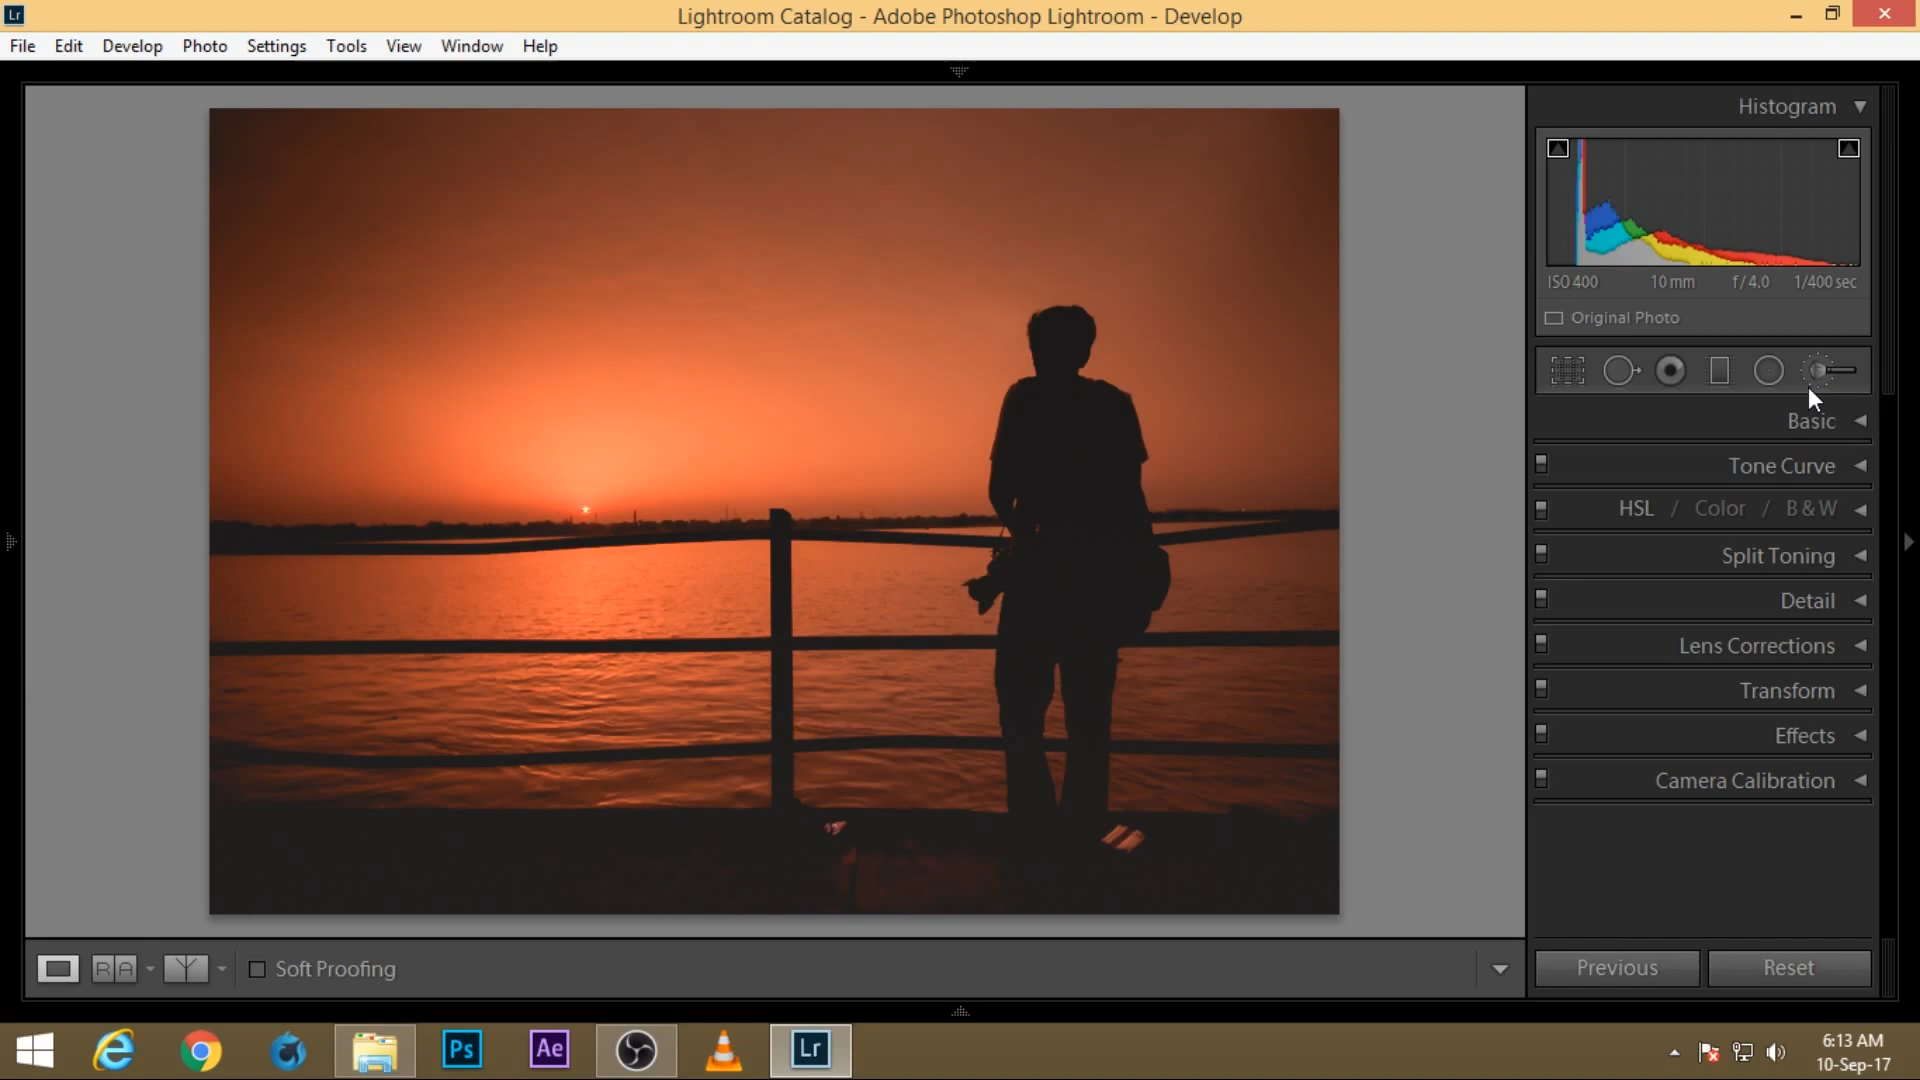 Lr Lightroom Catalog - Adobe Photoshop Lightroom - Develop
File Edit Develop Photo Settings Tools View Window Help
Histogram
ISO 400 10 mm f / 4.0 1/400 sec
Original Photo
Basic
Tone Curve
HSL / Color / B & W
Split Toning
Detail
Lens Corrections
Transform
Effects
Camera Calibration
R A Y Soft Proofing
Previous Reset
Ps Ae Lr
6:13 AM
10-Sep-17